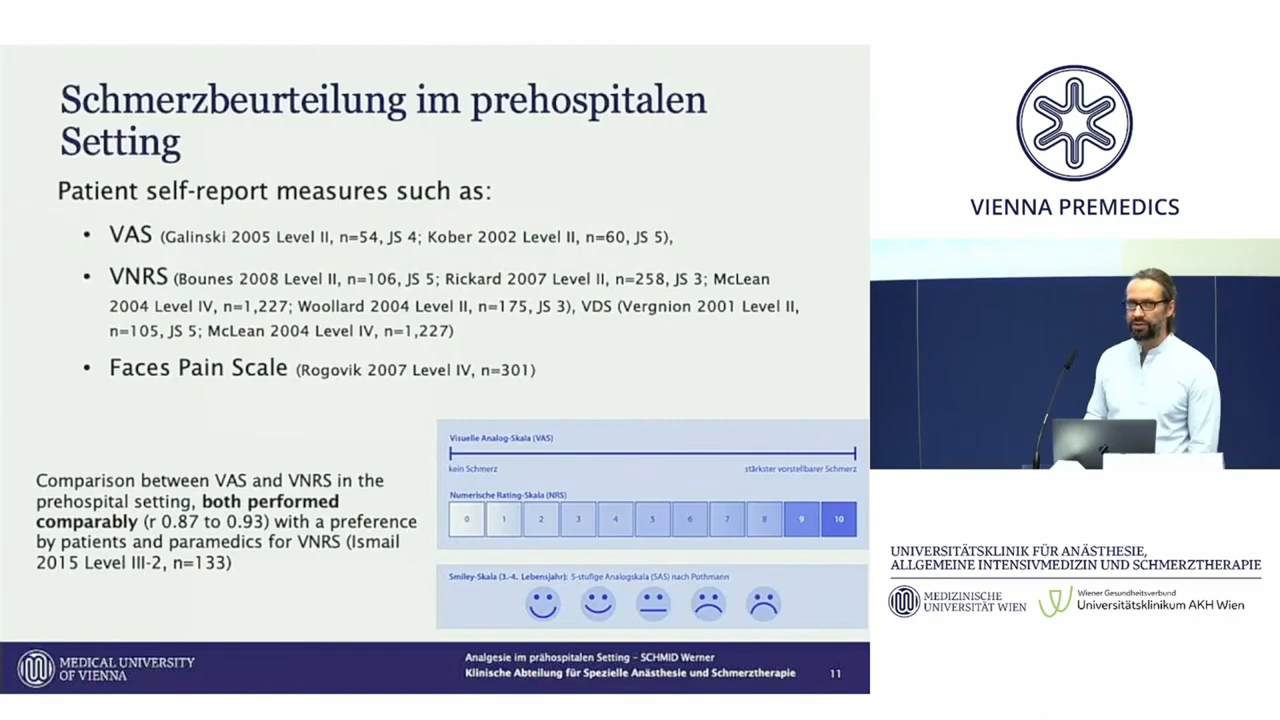 Schmerzbeurteilung im prehospitalen
Setting
Patient self-report measures such as:
• VAS (Galinski 2005 Level II, n=54, JS 4; Kober 2002 Level II, n=60, JS 5),
• VNRS (Bounes 2008 Level II, n=106, JS 5; Rickard 2007 Level II, n=258, JS 3; McLean
2004 Level IV, n=1,227; Woollard 2004 Level II, n=175, JS 3), VDS (Vergnion 2001 Level II,
n=105, JS 5; McLean 2004 Level IV, n=1,227)
• Faces Pain Scale (Rogovik 2007 Level IV, n=301)
Comparison between VAS and VNRS in the
prehospital setting, both performed
comparably (r 0.87 to 0.93) with a preference
by patients and paramedics for VNRS (Ismail
2015 Level III-2, n=133)
Visuelle Analog-Skala (VAS)
kein Schmerz stärkster vorstellbarer Schmerz
Numerische Rating-Skala (NRS)
0 1 2 3 4 5 6 7 8 9 10
Smiley-Skala (3.-4. Lebensjahr): 5-stufige Analogskala (SAS) nach Pothmann
MEDICAL UNIVERSITY
OF VIENNA
Analgesie im prähospitalen Setting – SCHMID Werner
Klinische Abteilung für Spezielle Anästhesie und Schmerztherapie
11
VIENNA PREMEDICS
UNIVERSITÄTSKLINIK FÜR ANÄSTHESIE,
ALLGEMEINE INTENSIVMEDIZIN UND SCHMERZTHERAPIE
MEDIZINISCHE
UNIVERSITÄT WIEN
Wiener Gesundheitsverbund
Universitätsklinikum AKH Wien